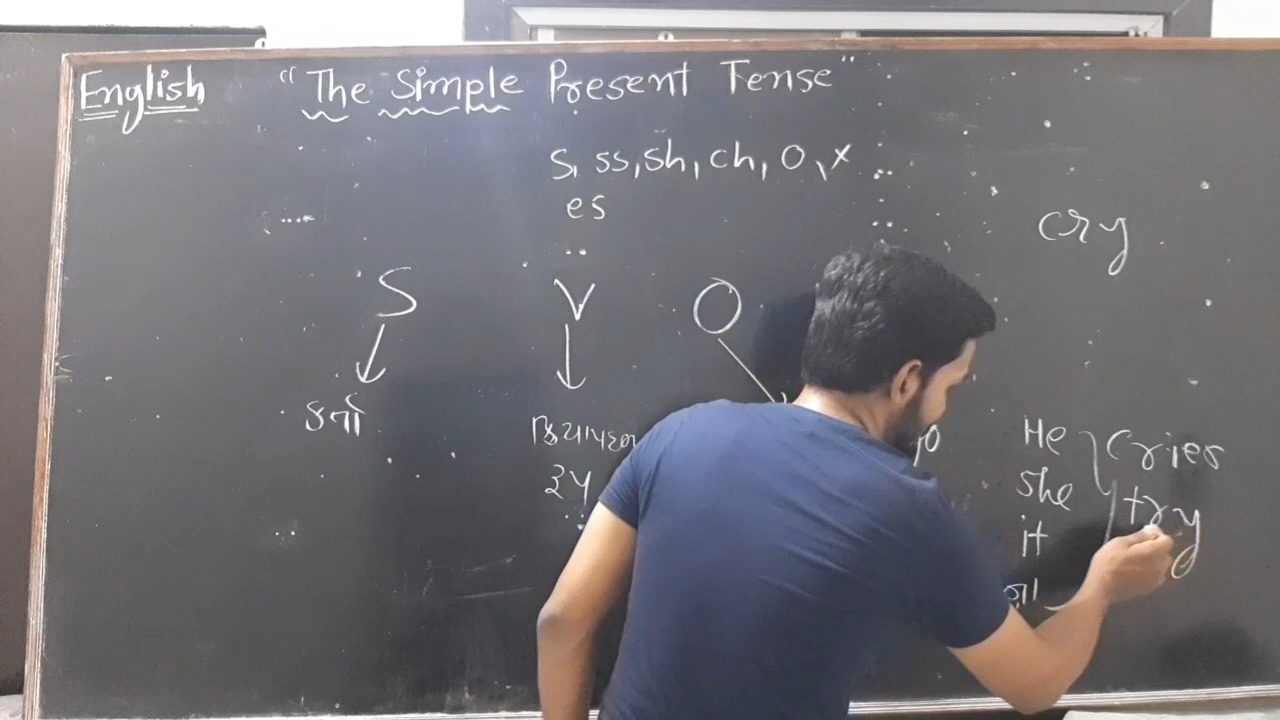 English "The Simple Present Tense"
s, ss, sh, ch, o, x
es
cry
S V O
કર્તા
He cries
she try
it